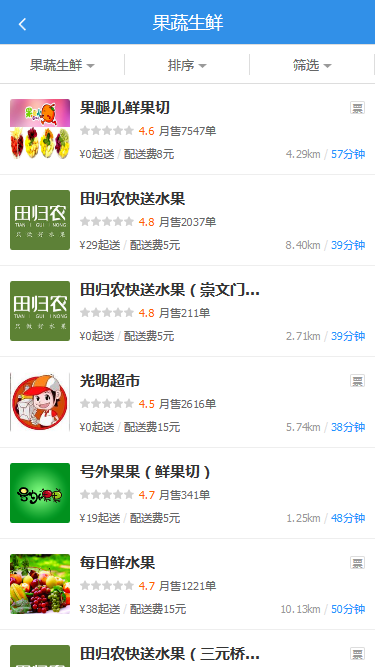 果蔬生鲜
果蔬生鲜 排序 筛选
果腿儿鲜果切 票
4.6 月售7547单
¥0起送 / 配送费8元 4.29km / 57分钟
田归农
TIAN GUI NONG
只做好水果
田归农快送水果
4.8 月售2037单
¥29起送 / 配送费5元 8.40km / 39分钟
田归农
TIAN GUI NONG
只做好水果
田归农快送水果（崇文门...
4.8 月售211单
¥0起送 / 配送费5元 2.71km / 39分钟
光明超市 票
4.5 月售2616单
¥0起送 / 配送费15元 5.74km / 38分钟
号外果果（鲜果切）
4.7 月售341单
¥19起送 / 配送费5元 1.25km / 48分钟
每日鲜水果 票
4.7 月售1221单
¥38起送 / 配送费15元 10.13km / 50分钟
田归农快送水果（三元桥...